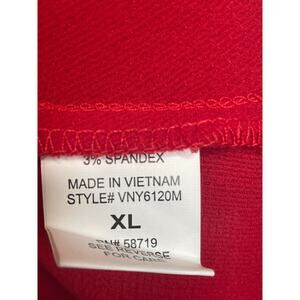 3% SPANDEX
MADE IN VIETNAM
STYLE# VNY6120M
XL
RN# 58719
SEE REVERSE
FOR CARE